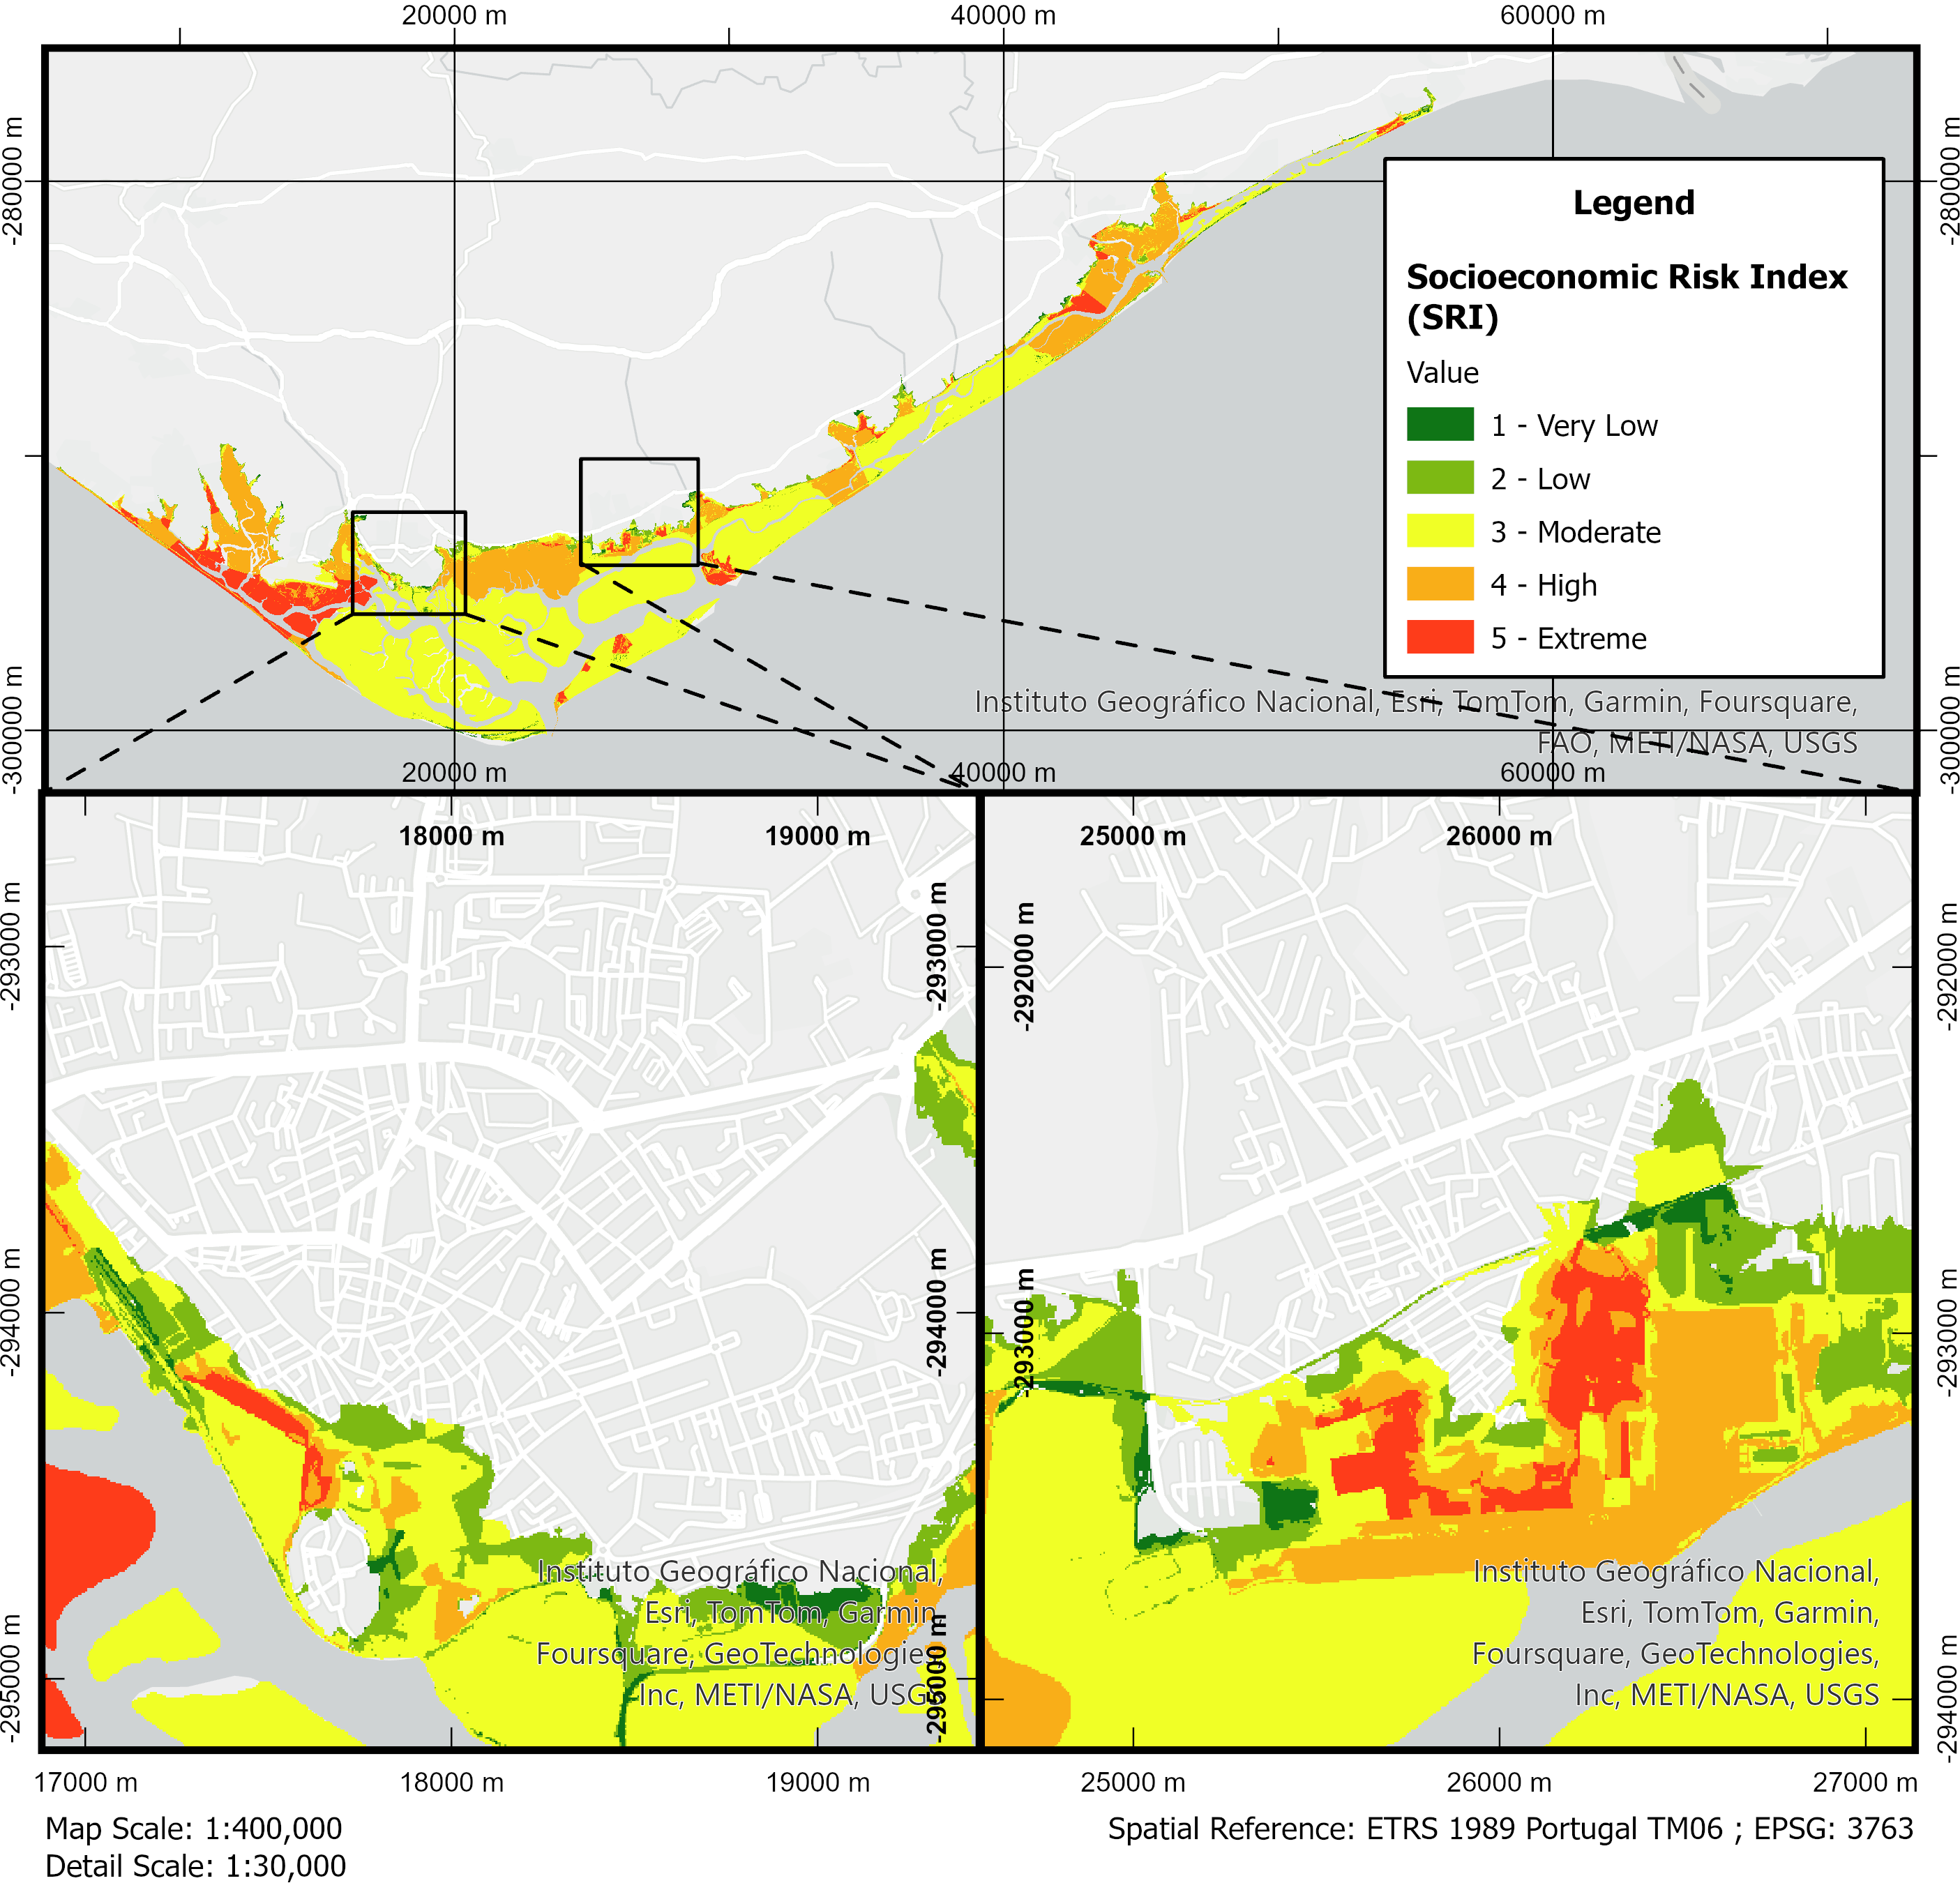 20000 m
40000 m
60000 m
-280000 m
-280000 m
Legend
Socioeconomic Risk Index
(SRI)
Value
1 - Very Low
2 - Low
3 - Moderate
4 - High
5 - Extreme
-300000 m
-300000 m
Instituto Geográfico Nacional, Esri, TomTom, Garmin, Foursquare,
FAO, METI/NASA, USGS
20000 m
40000 m
60000 m
18000 m
19000 m
25000 m
26000 m
-293000 m
-293000 m
-292000 m
-292000 m
-294000 m
-294000 m
-293000 m
-293000 m
Instituto Geográfico Nacional,
Esri, TomTom, Garmin,
Foursquare, GeoTechnologies,
Inc, METI/NASA, USGS
Instituto Geográfico Nacional,
Esri, TomTom, Garmin,
Foursquare, GeoTechnologies,
Inc, METI/NASA, USGS
-295000 m
-295000 m
-294000 m
17000 m
18000 m
19000 m
25000 m
26000 m
27000 m
Map Scale: 1:400,000
Spatial Reference: ETRS 1989 Portugal TM06 ; EPSG: 3763
Detail Scale: 1:30,000